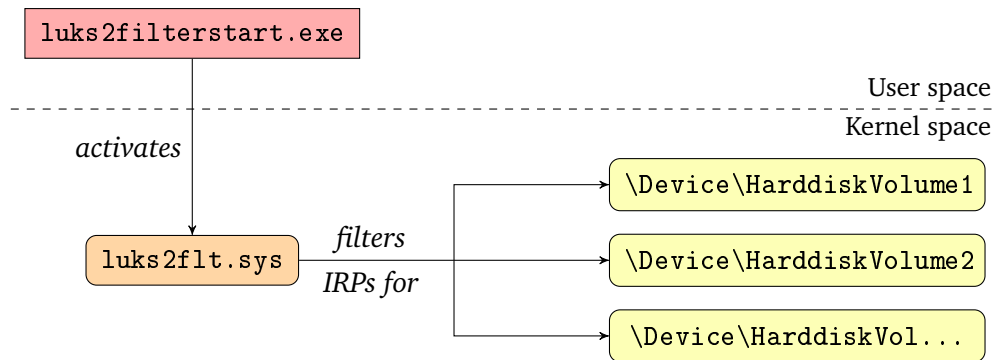 luks2filterstart.exe
User space
Kernel space
activates
\Device\HarddiskVolume1
luks2flt.sys
filters
IRPs for
\Device\HarddiskVolume2
\Device\HarddiskVol...